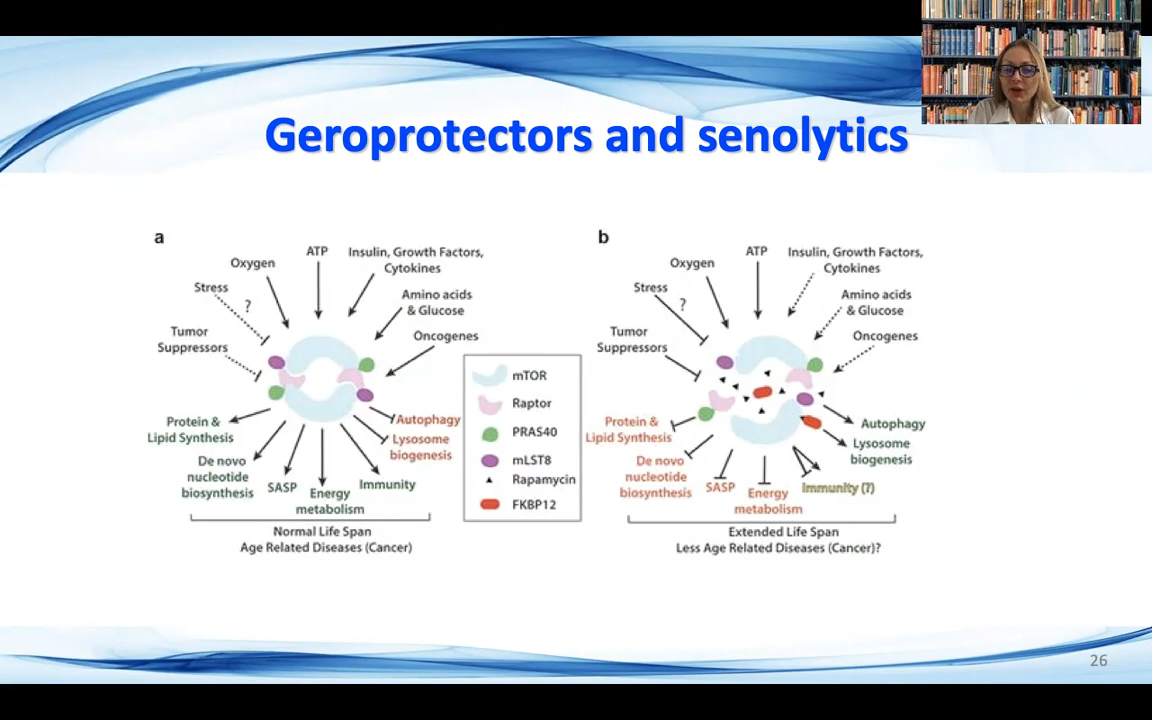 Geroprotectors and senolytics
a
ATP
Insulin, Growth Factors,
Cytokines
Oxygen
Stress
?
Amino acids
& Glucose
Tumor
Suppressors
Oncogenes
Protein &
Lipid Synthesis
De novo
nucleotide
biosynthesis
SASP
Energy
metabolism
Immunity
Autophagy
Lysosome
biogenesis
Normal Life Span
Age Related Diseases (Cancer)
mTOR
Raptor
PRAS40
mLST8
Rapamycin
FKBP12
b
ATP
Insulin, Growth Factors,
Cytokines
Oxygen
Stress
?
Amino acids
& Glucose
Tumor
Suppressors
Oncogenes
Protein &
Lipid Synthesis
De novo
nucleotide
biosynthesis
SASP
Energy
metabolism
Immunity (?)
Autophagy
Lysosome
biogenesis
Extended Life Span
Less Age Related Diseases (Cancer)?
26